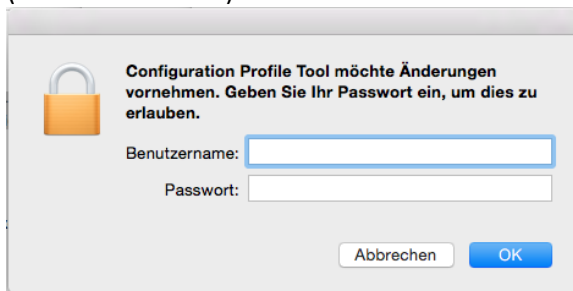 Configuration Profile Tool möchte Änderungen
vornehmen. Geben Sie Ihr Passwort ein, um dies zu
erlauben.
Benutzername:
Passwort:
Abbrechen
OK